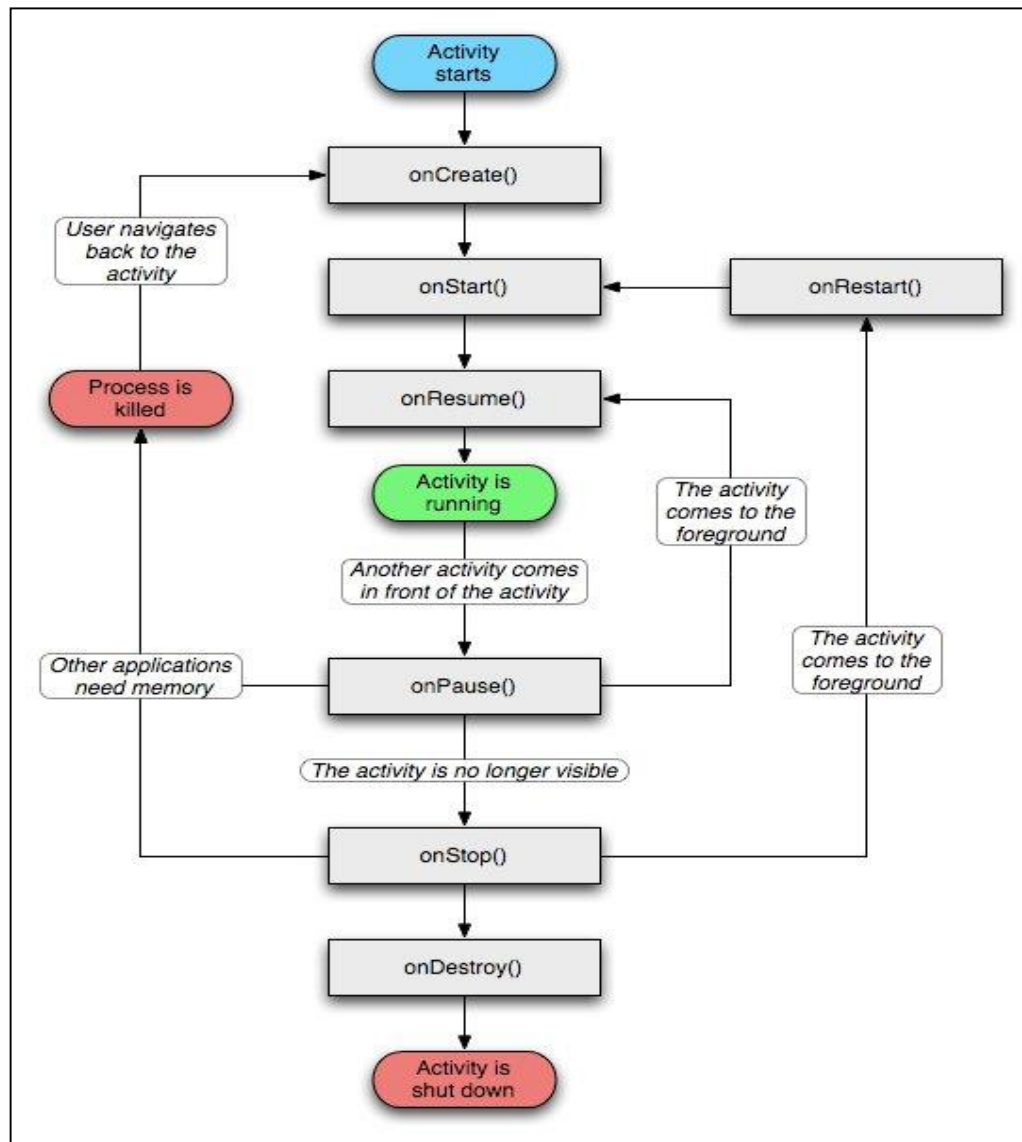 Activity
starts
onCreate()
User navigates
back to the
activity
onStart()
onRestart()
Process is
killed
onResume()
Activity is
running
The activity
comes to the
foreground
Another activity comes
in front of the activity
The activity
comes to the
foreground
Other applications
need memory
onPause()
The activity is no longer visible
onStop()
onDestroy()
Activity is
shut down